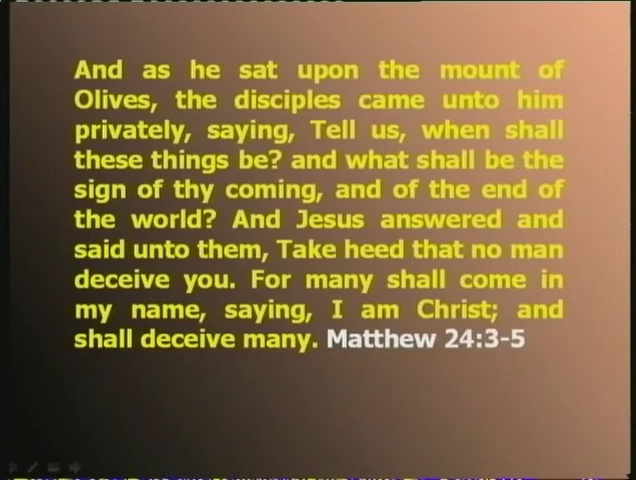 And as he sat upon the mount of
Olives, the disciples came unto him
privately, saying, Tell us, when shall
these things be? and what shall be the
sign of thy coming, and of the end of
the world? And Jesus answered and
said unto them, Take heed that no man
deceive you. For many shall come in
my name, saying, I am Christ; and
shall deceive many. Matthew 24:3-5